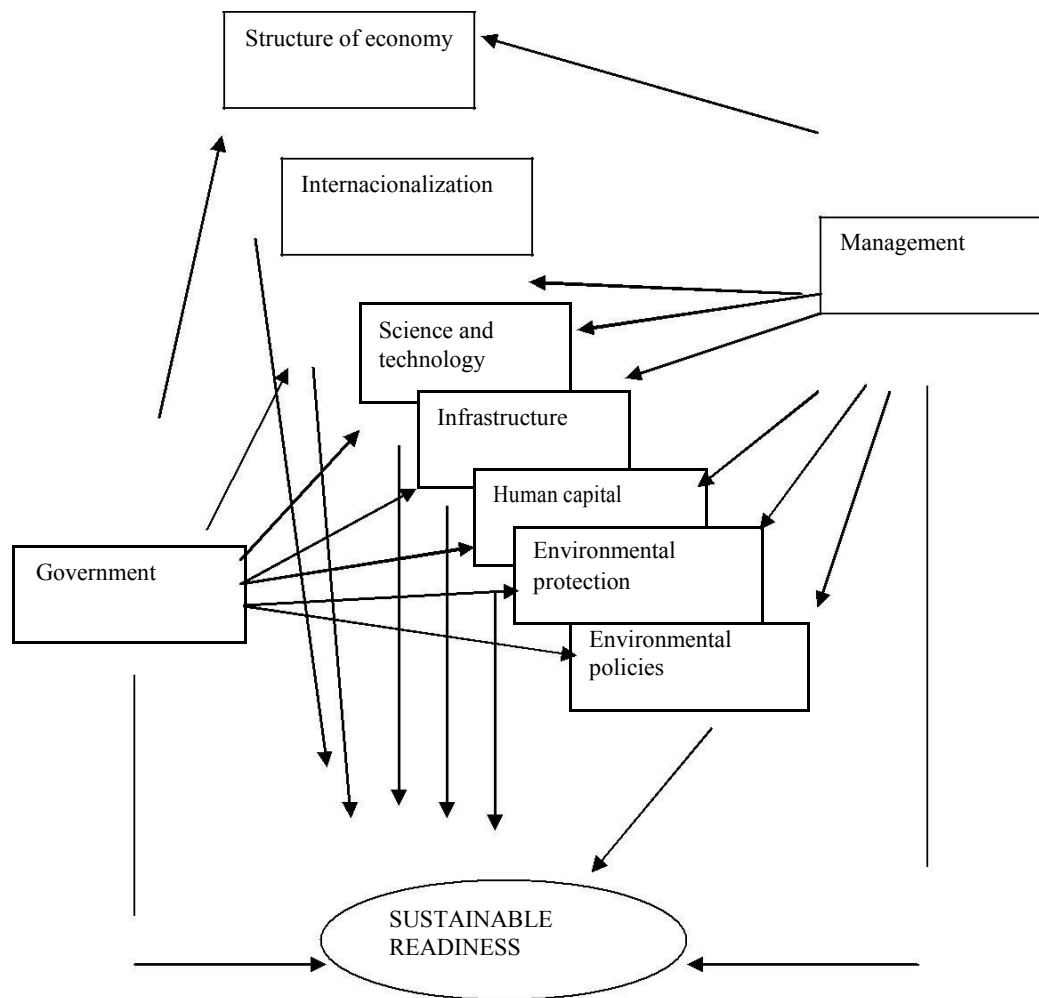 Structure of economy
Internacionalization
Management
Science and
technology
Infrastructure
Human capital
Environmental
protection
Government
Environmental
policies
SUSTAINABLE
READINESS